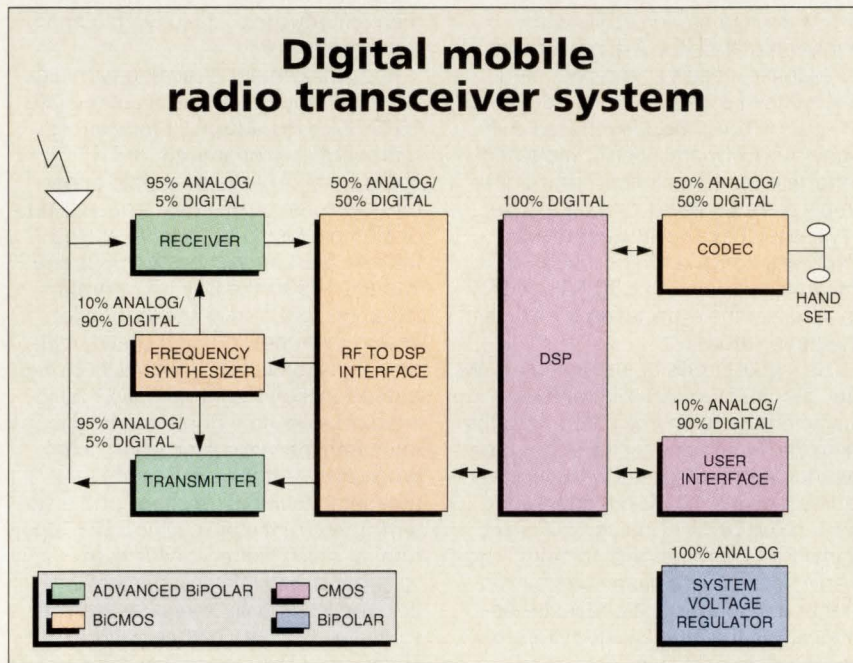 Digital mobile
radio transceiver system
95% ANALOG/
5% DIGITAL
RECEIVER
10% ANALOG/
90% DIGITAL
FREQUENCY
SYNTHESIZER
95% ANALOG/
5% DIGITAL
TRANSMITTER
50% ANALOG/
50% DIGITAL
RF TO DSP
INTERFACE
100% DIGITAL
DSP
50% ANALOG/
50% DIGITAL
CODEC
HAND
SET
10% ANALOG/
90% DIGITAL
USER
INTERFACE
100% ANALOG
SYSTEM
VOLTAGE
REGULATOR
ADVANCED BiPOLAR
CMOS
BiCMOS
BiPOLAR